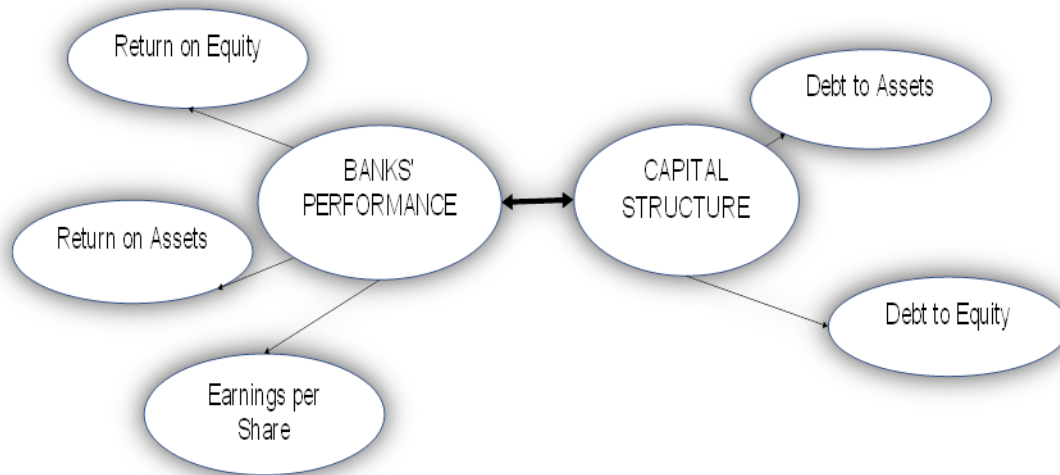 Return on Equity
Debt to Assets
BANKS'
PERFORMANCE
CAPITAL
STRUCTURE
Return on Assets
Debt to Equity
Earnings per
Share